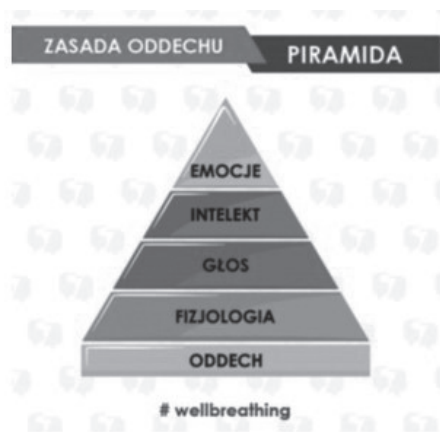 ZASADA ODDECHU
PIRAMIDA
EMOCJE
INTELEKT
GŁOS
FIZJOLOGIA
ODDECH
# wellbreathing